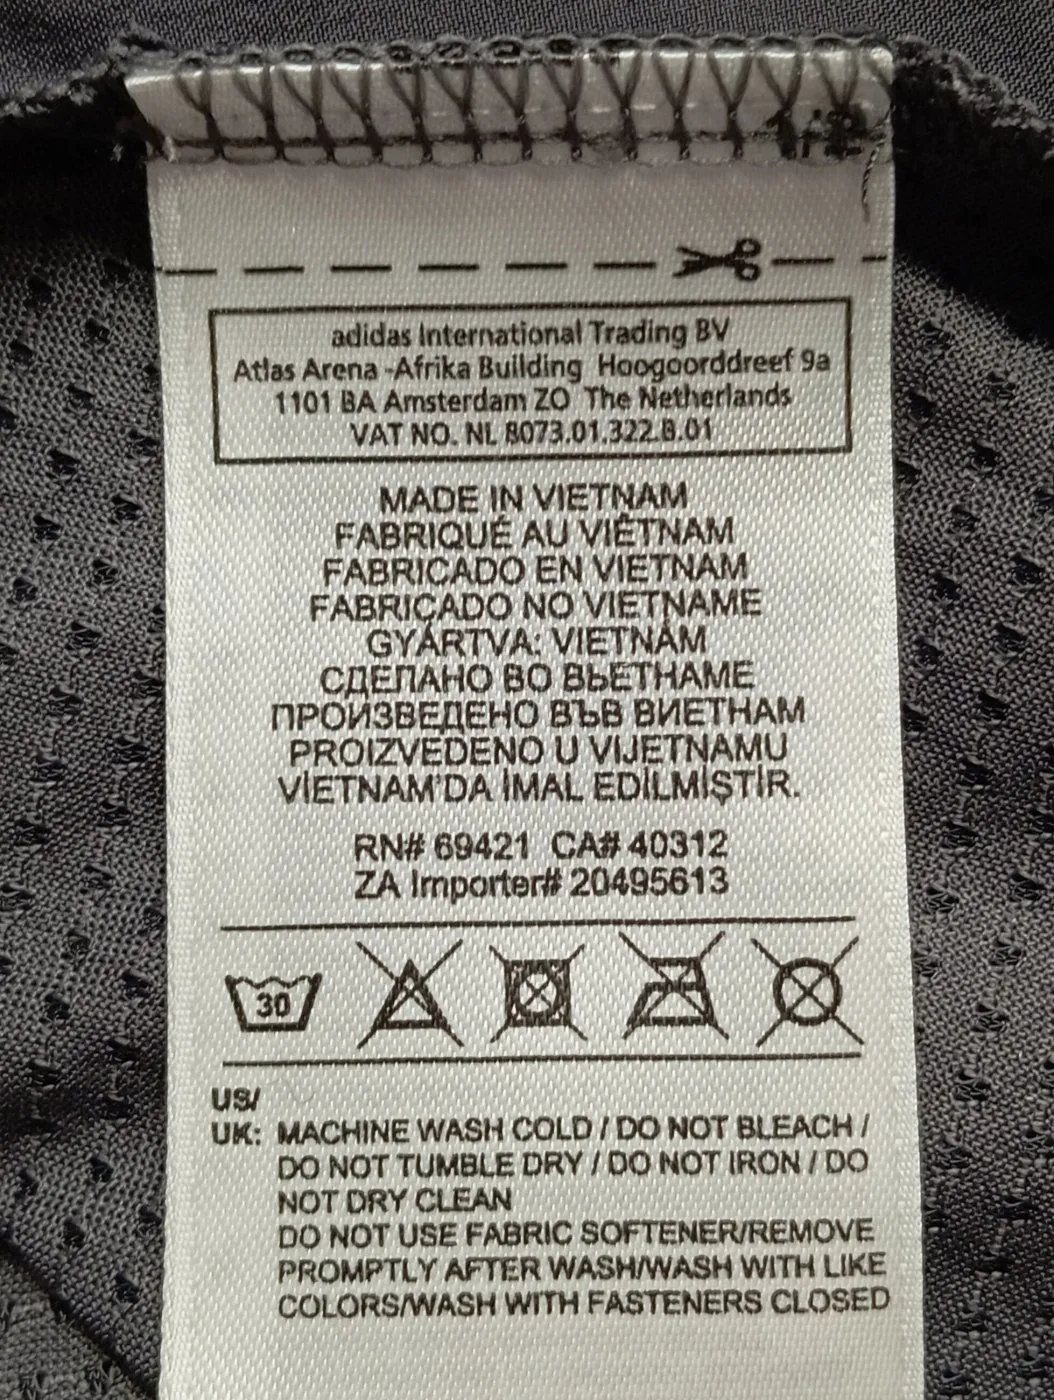 adidas International Trading BV
Atlas Arena -Afrika Building Hoogoorddreef 9a
1101 BA Amsterdam ZO The Netherlands
VAT NO. NL 8073.01.322.B.01
MADE IN VIETNAM
FABRIQUÉ AU VIÊTNAM
FABRICADO EN VIETNAM
FABRICADO NO VIETNAME
GYÁRTVA: VIETNÁM
СДЕЛАНО ВО ВЬЕТНАМЕ
ПРОИЗВЕДЕНО ВЪВ ВИЕТНАМ
PROIZVEDENO U VIJETNAMU
VİETNAM'DA İMAL EDİLMİŞTİR.
RN# 69421 CA# 40312
ZA Importer# 20495613
30
US/
UK: MACHINE WASH COLD / DO NOT BLEACH /
DO NOT TUMBLE DRY / DO NOT IRON / DO
NOT DRY CLEAN
DO NOT USE FABRIC SOFTENER/REMOVE
PROMPTLY AFTER WASH/WASH WITH LIKE
COLORS/WASH WITH FASTENERS CLOSED